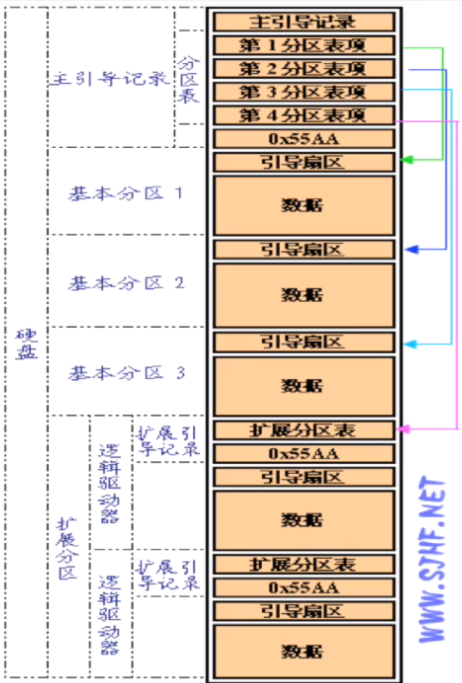 主引导记录
第1分区表项
第2分区表项
第3分区表项
第4分区表项
0x55AA
引导扇区
数据
引导扇区
数据
引导扇区
数据
扩展分区表
0x55AA
引导扇区
数据
扩展分区表
0x55AA
引导扇区
数据
硬盘
主引导记录
分区表
基本分区 1
基本分区 2
基本分区 3
扩展分区
逻辑驱动器
扩展引
导记录
逻辑驱动器
扩展引
导记录
WWW.SJHF.NET